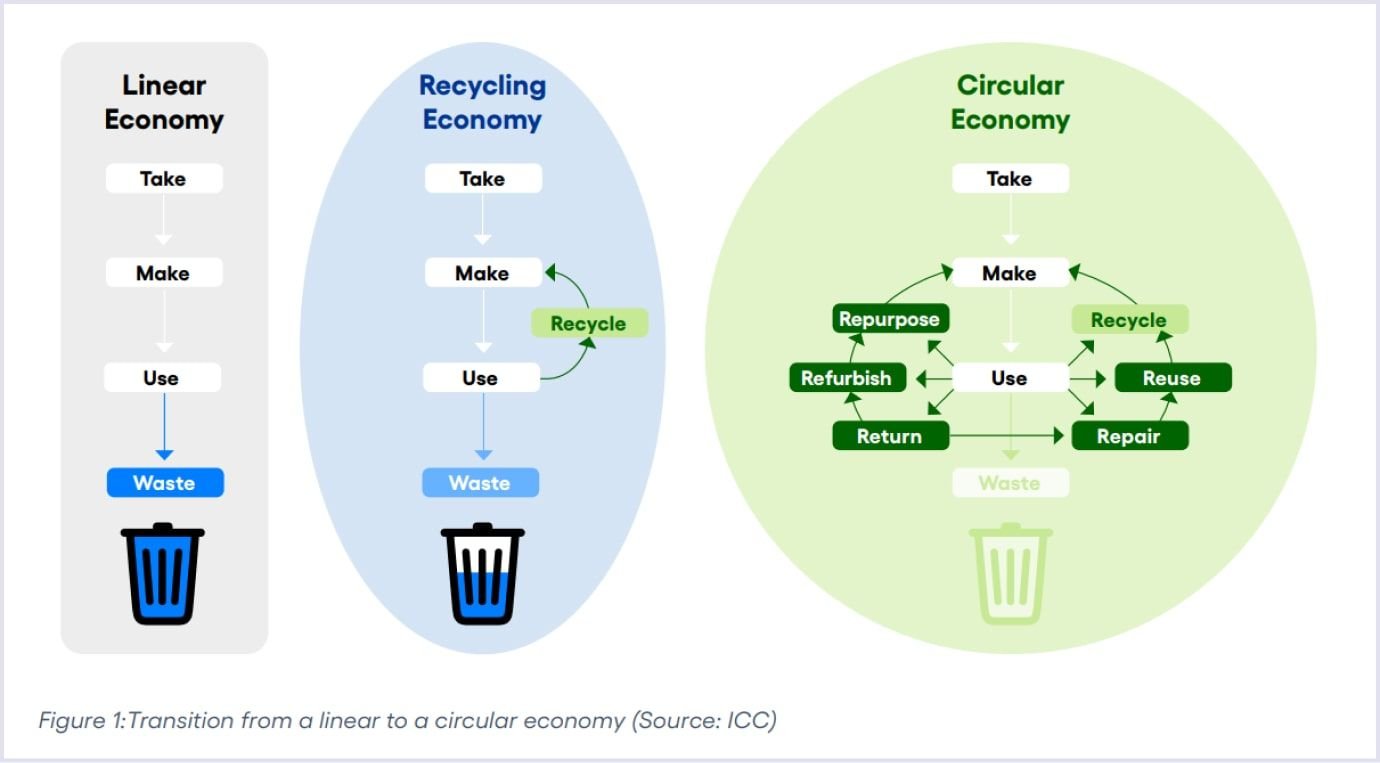 Linear
Economy
Take
Make
Use
Waste
Recycling
Economy
Take
Make
Recycle
Use
Waste
Circular
Economy
Take
Make
Repurpose
Recycle
Refurbish
Use
Reuse
Return
Repair
Waste
Figure 1:Transition from a linear to a circular economy (Source: ICC)